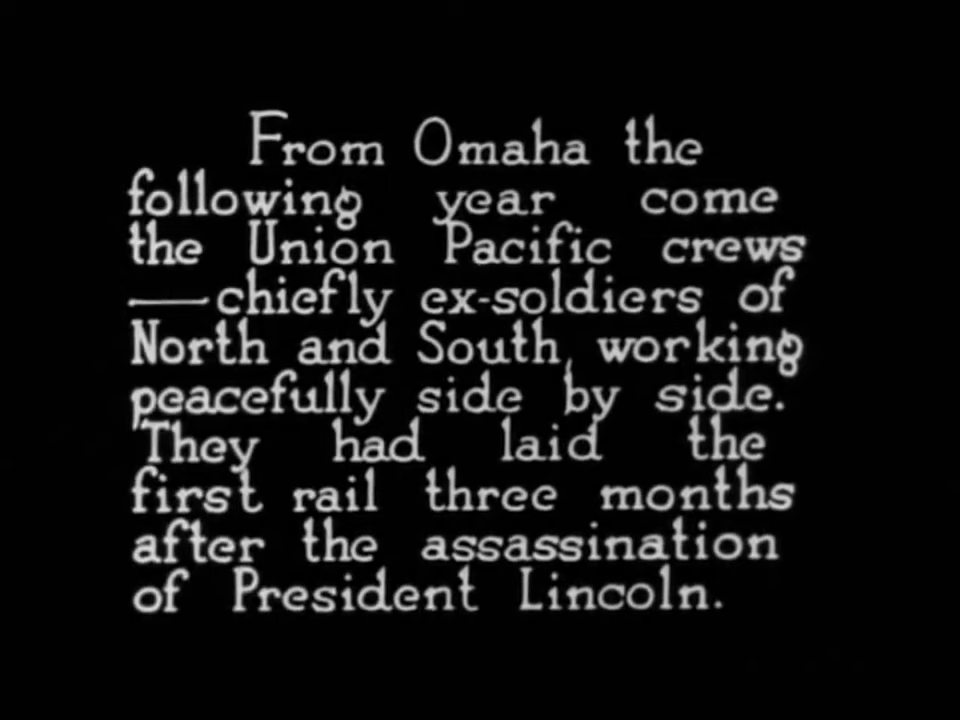 From Omaha the
following year come
the Union Pacific crews
—chiefly ex-soldiers of
North and South, working
peacefully side by side.
They had laid the
first rail three months
after the assassination
of President Lincoln.